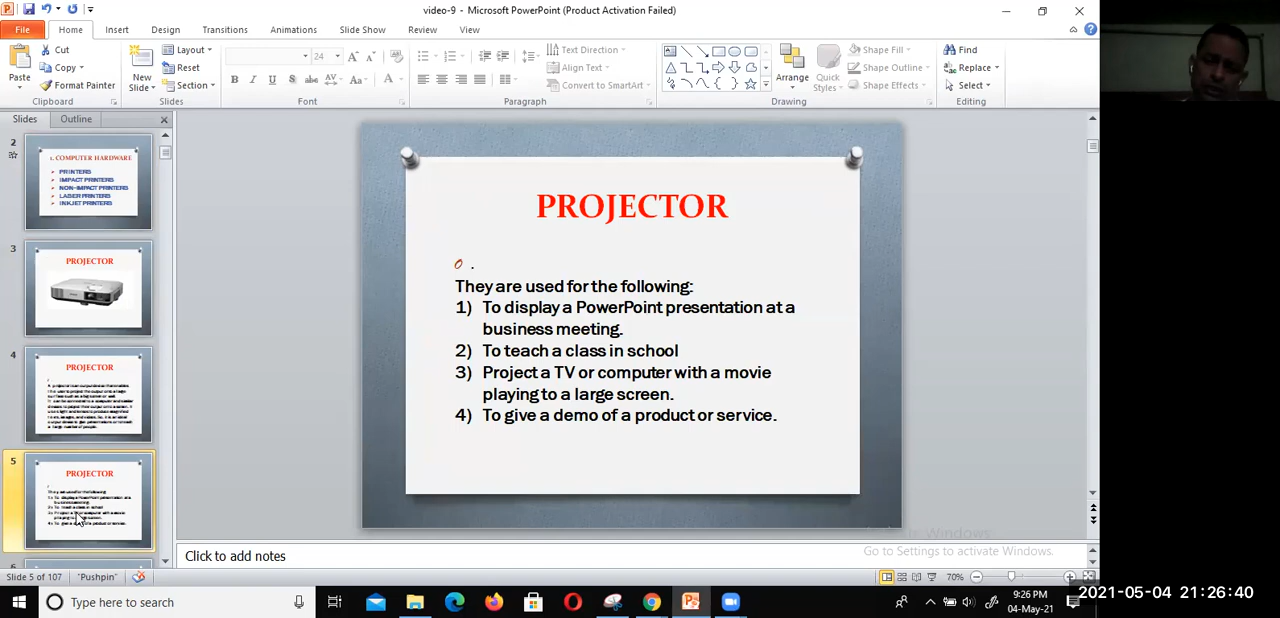 video-9 - Microsoft PowerPoint (Product Activation Failed)
File Home Insert Design Transitions Animations Slide Show Review View
Paste
Cut
Copy
Format Painter
Clipboard
New Slide
Layout
Reset
Section
Slides
24
Font
Text Direction
Align Text
Convert to SmartArt
Paragraph
Arrange
Quick Styles
Shape Fill
Shape Outline
Shape Effects
Drawing
Find
Replace
Select
Editing
Slides Outline
2
1. COMPUTER HARDWARE
PRINTERS
IMPACT PRINTERS
NON-IMPACT PRINTERS
LASER PRINTERS
INKJET PRINTERS
3
PROJECTOR
4
PROJECTOR
5
PROJECTOR
PROJECTOR
.
They are used for the following:
1) To display a PowerPoint presentation at a
business meeting.
2) To teach a class in school
3) Project a TV or computer with a movie
playing to a large screen.
4) To give a demo of a product or service.
Click to add notes
Go to Settings to activate Windows.
Slide 5 of 107 "Pushpin" 70%
Type here to search
9:26 PM
04-May-21
2021-05-04 21:26:40